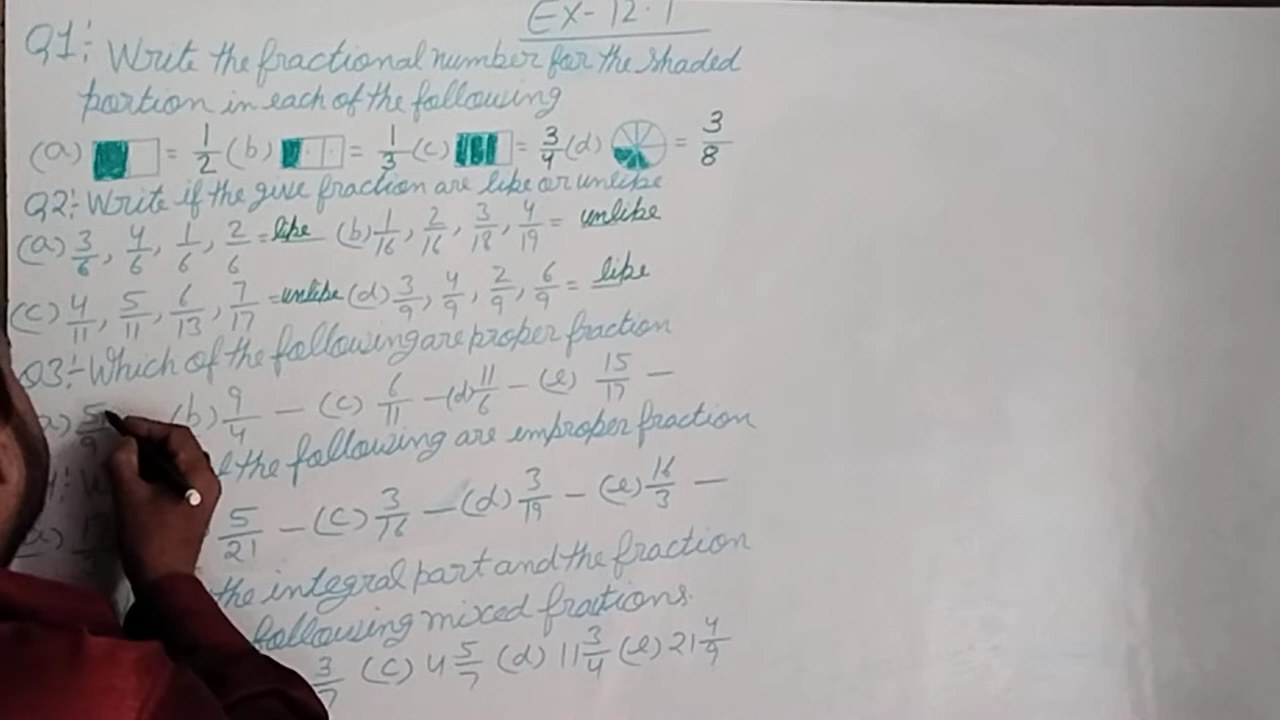 Ex-12.1
Q1:- Write the fractional number for the shaded
portion in each of the following
(a) = 1/2 (b) = 1/3 (c) = 3/4 (d) = 3/8
Q2:- Write if the give fraction are like or unlike
(a) 3/6, 4/6, 1/6, 2/6 = like (b) 1/16, 2/16, 3/18, 4/19 = unlike
(c) 4/11, 5/11, 6/13, 7/17 = unlike (d) 3/9, 4/9, 2/9, 6/9 = like
Q3:- Which of the following are proper fraction
a) 5/9 (b) 9/4 — (c) 6/11 — (d) 11/6 — (e) 15/17 —
the following are improper fraction
5/21 — (c) 3/16 — (d) 3/19 — (e) 16/3 —
the integral part and the fraction
following mixed fractions.
3/7 (c) 4 5/7 (d) 11 3/4 (e) 21 4/9